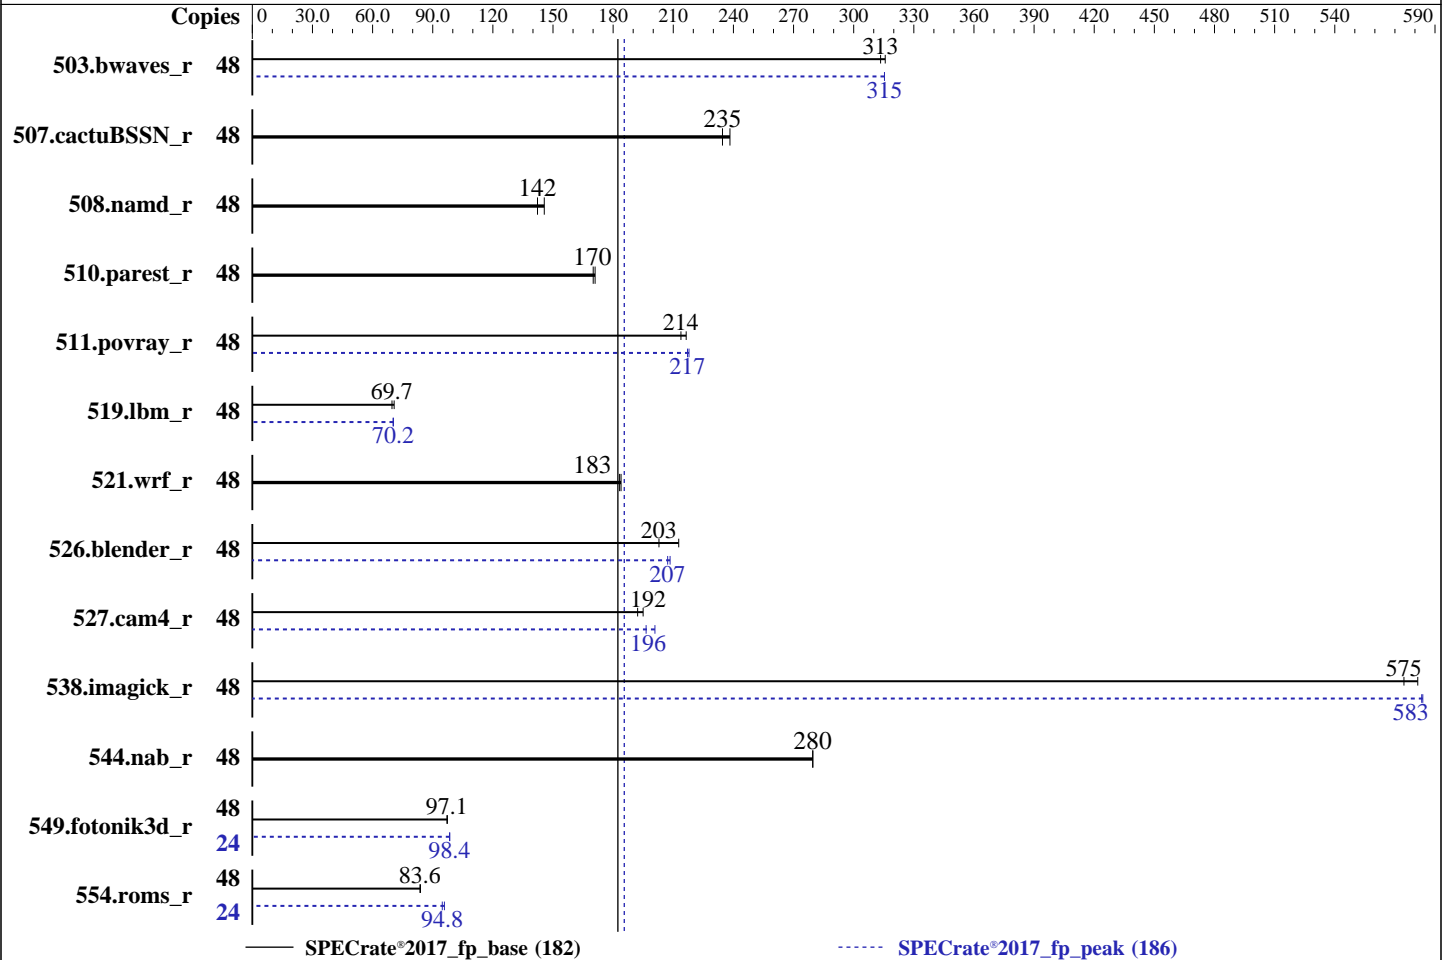 Copies 0 30.0 60.0 90.0 120 150 180 210 240 270 300 330 360 390 420 450 480 510 540 590
503.bwaves_r 48 313
315
507.cactuBSSN_r 48 235
508.namd_r 48 142
510.parest_r 48 170
511.povray_r 48 214
217
519.lbm_r 48 69.7
70.2
521.wrf_r 48 183
526.blender_r 48 203
207
527.cam4_r 48 192
196
538.imagick_r 48 575
583
544.nab_r 48 280
549.fotonik3d_r 48 97.1
24 98.4
554.roms_r 48 83.6
24 94.8
SPECrate®2017_fp_base (182) SPECrate®2017_fp_peak (186)